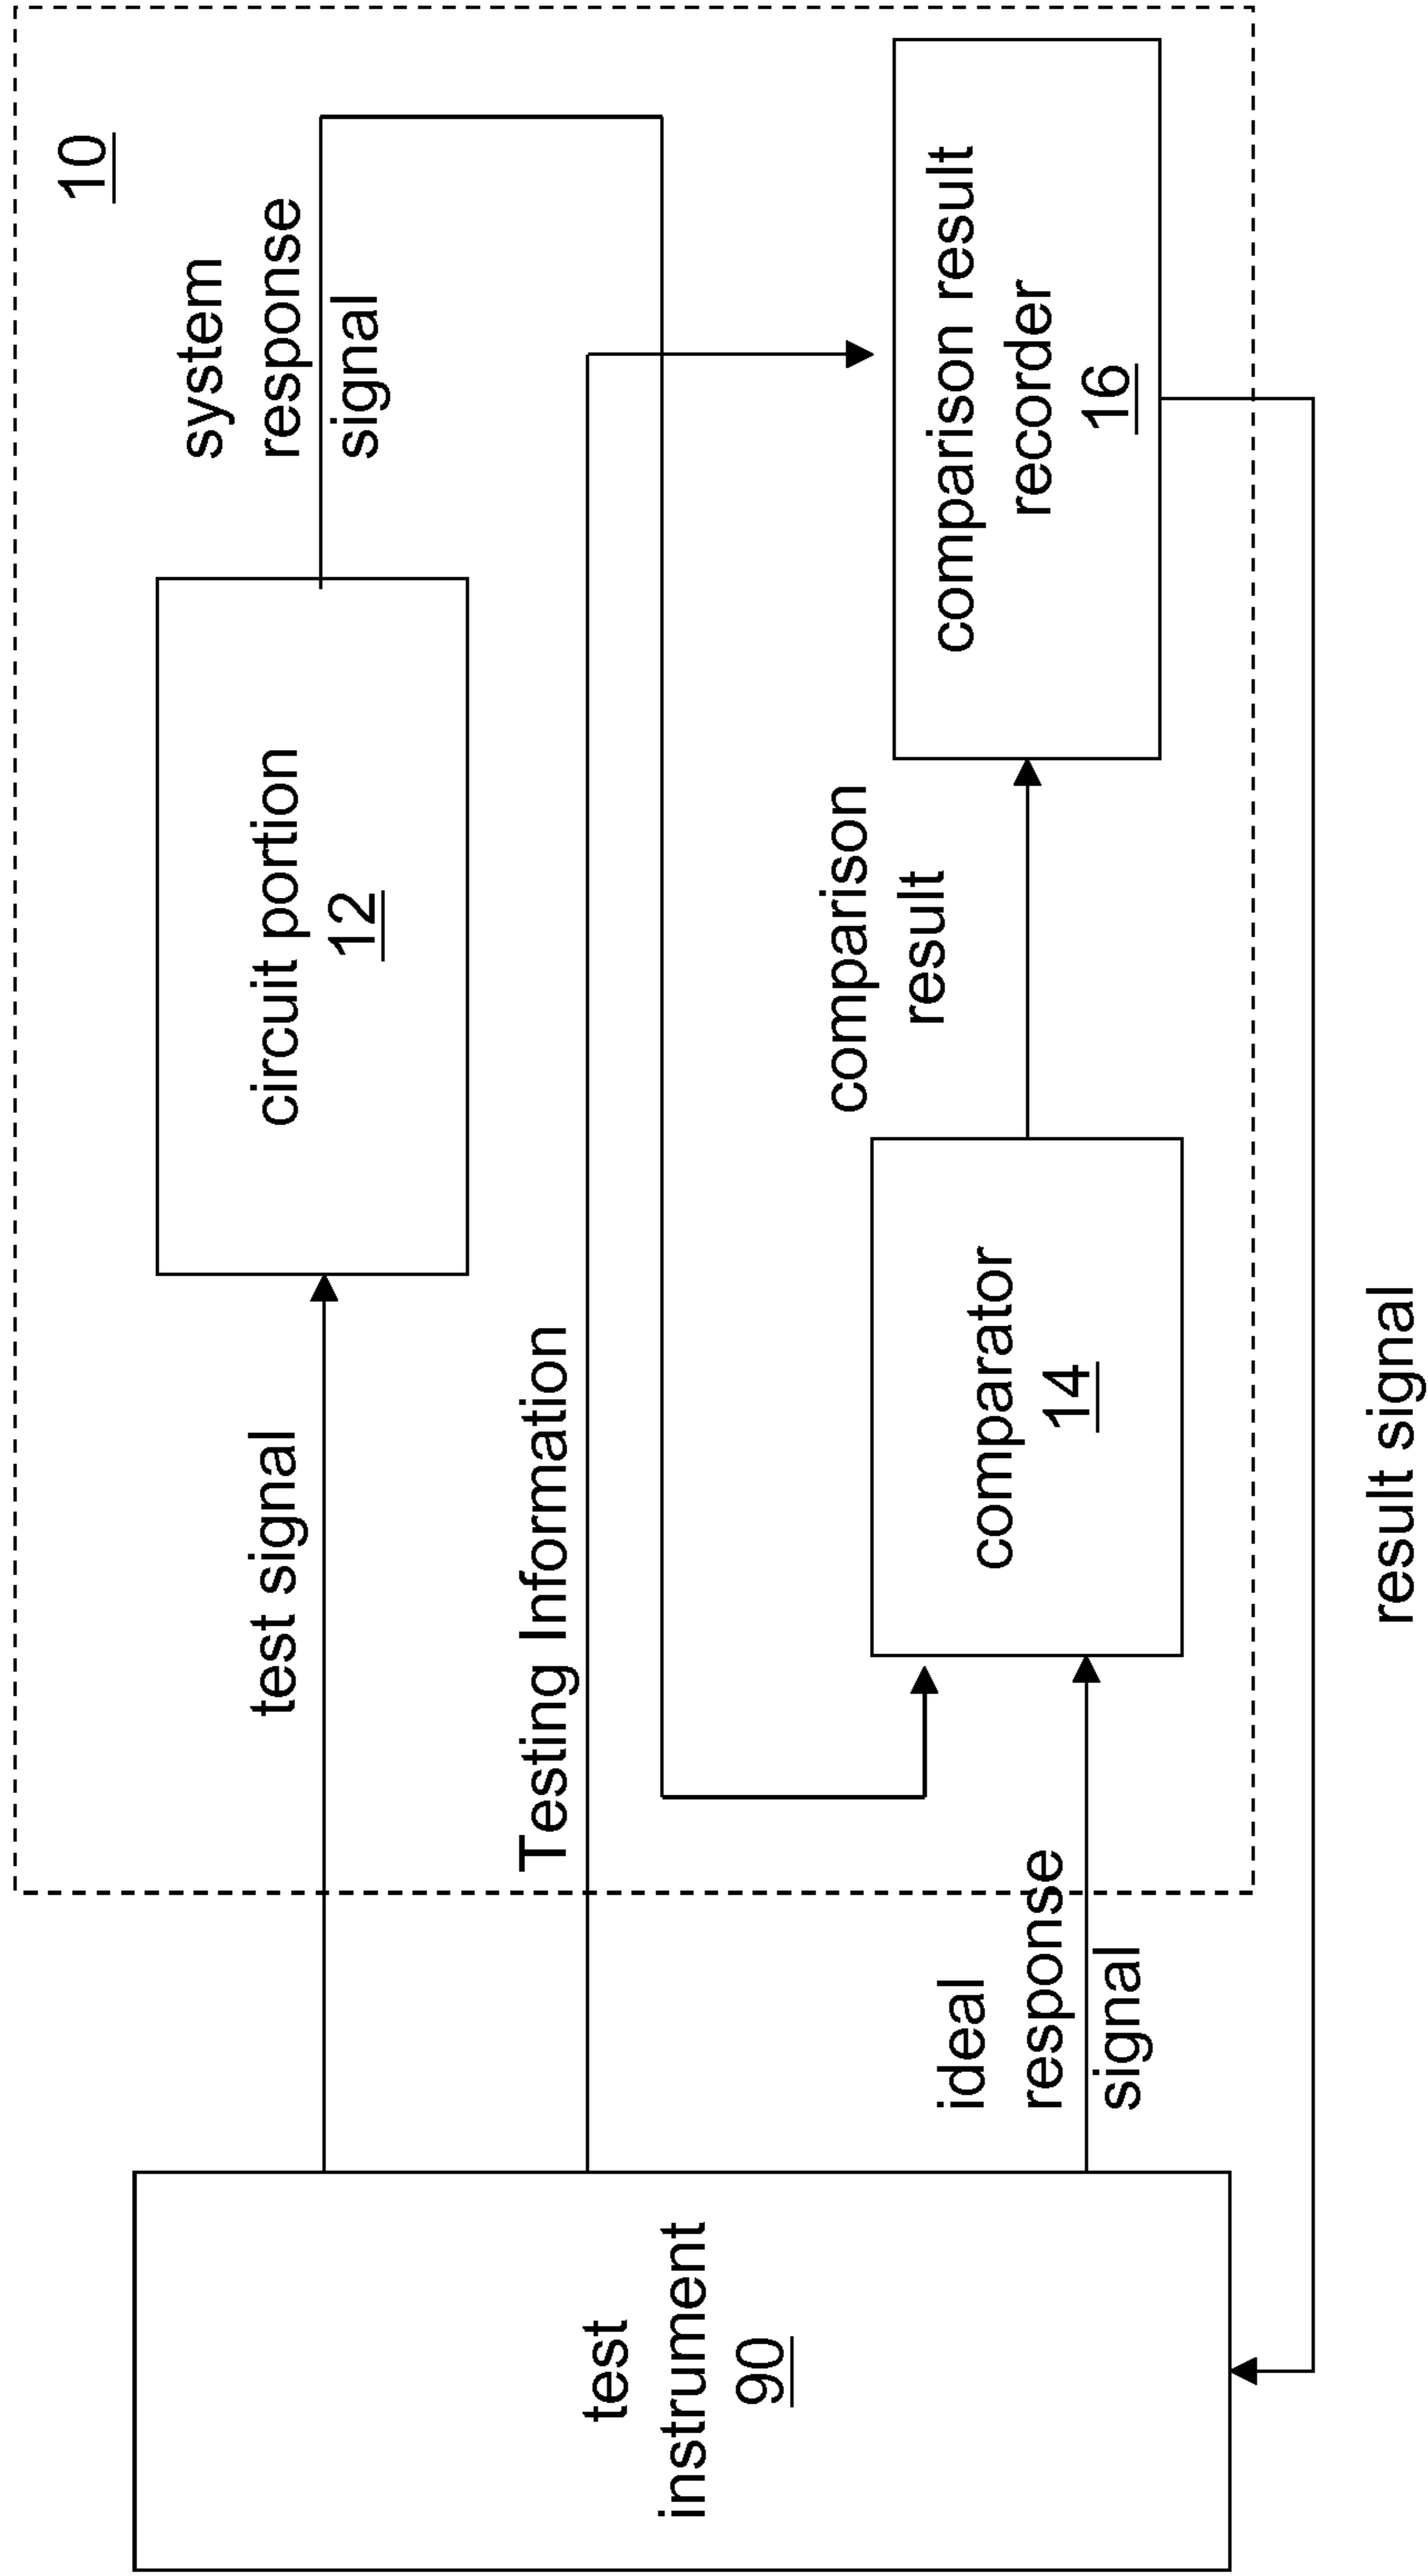 10
system
response
signal
circuit portion
12
test signal
Testing Information
test
instrument
90
ideal
response
signal
comparator
14
comparison
result
comparison result
recorder
16
result signal